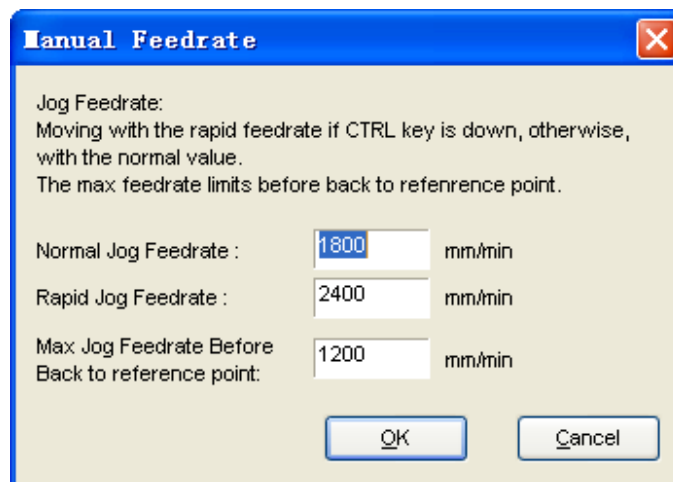 Manual Feedrate
Jog Feedrate:
Moving with the rapid feedrate if CTRL key is down, otherwise,
with the normal value.
The max feedrate limits before back to refenrence point.
Normal Jog Feedrate : 1800 mm/min
Rapid Jog Feedrate : 2400 mm/min
Max Jog Feedrate Before
Back to reference point: 1200 mm/min
OK Cancel